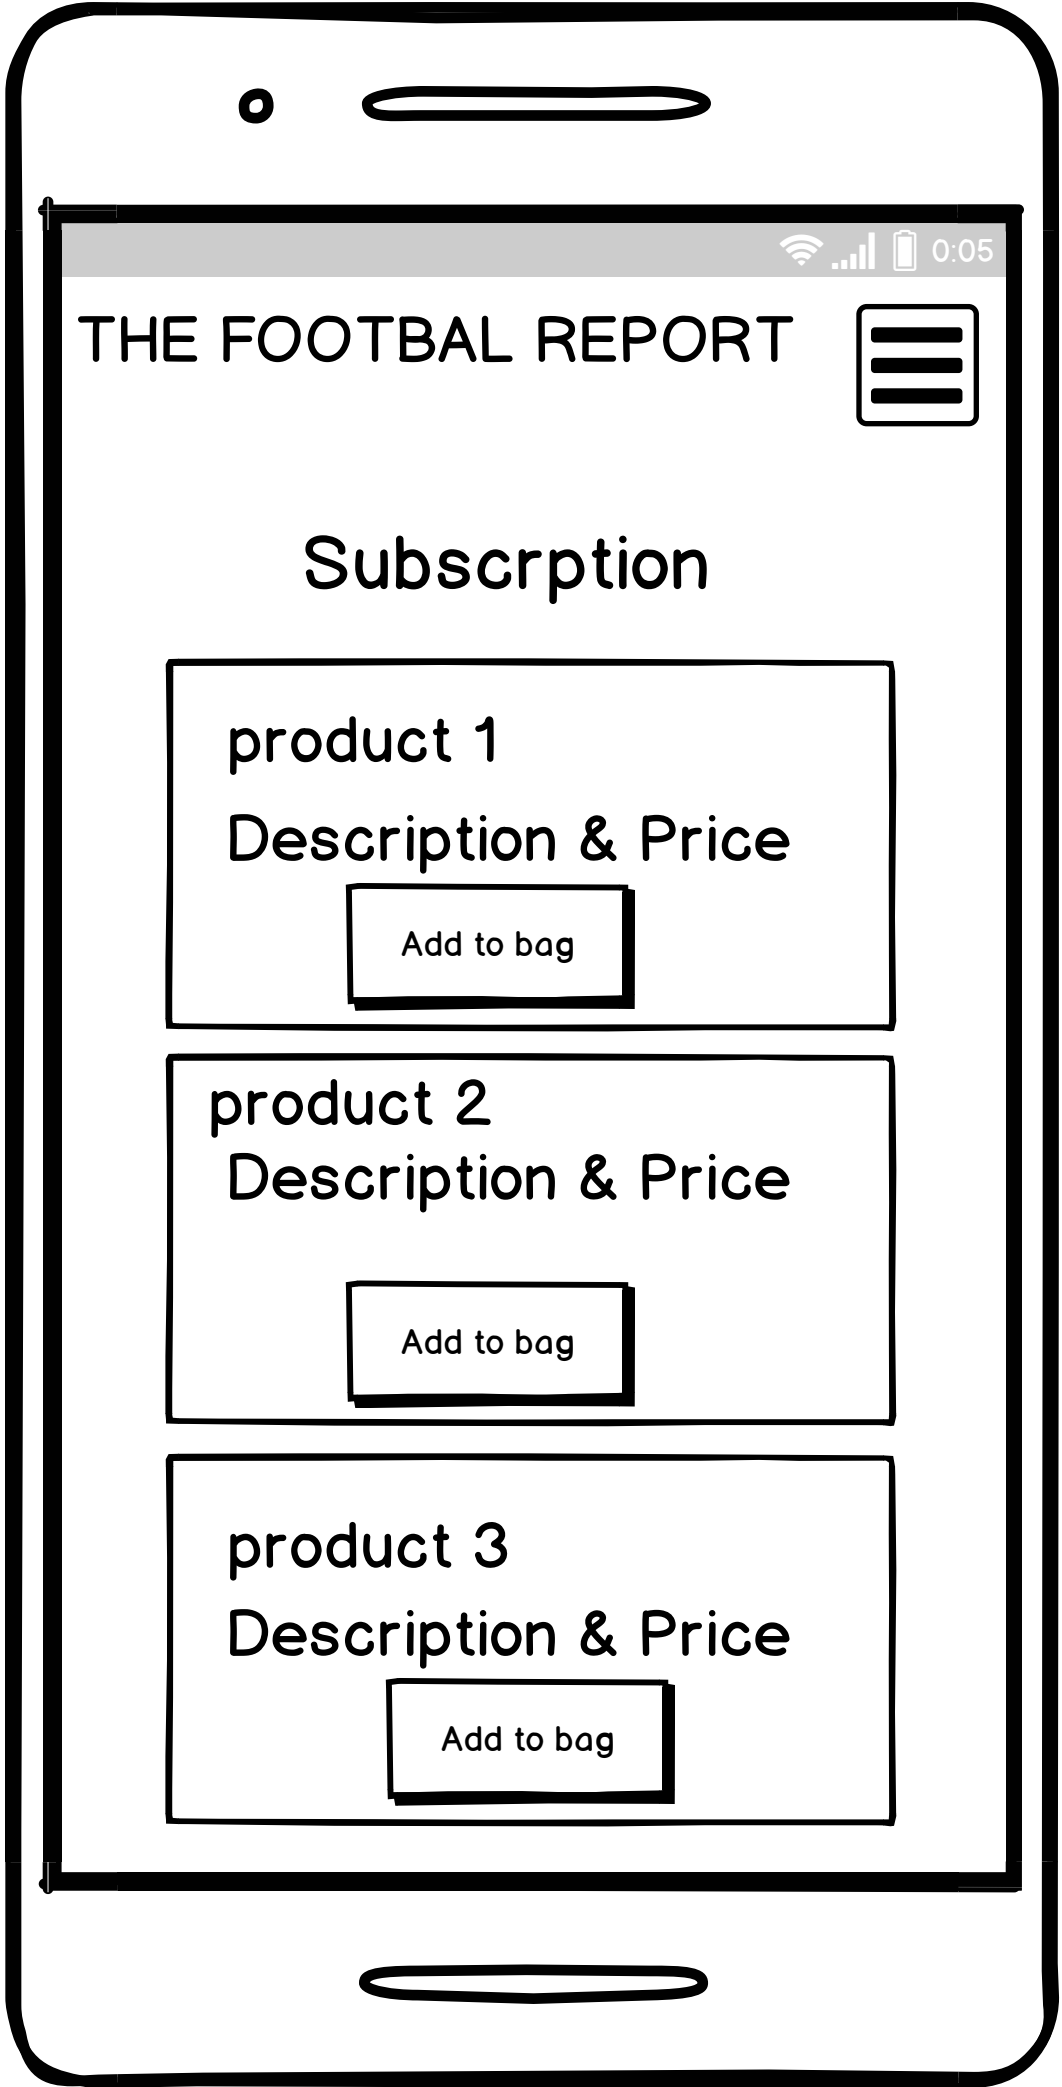 0:05
THE FOOTBAL REPORT
Subscrption
product 1
Description & Price
Add to bag
product 2
Description & Price
Add to bag
product 3
Description & Price
Add to bag